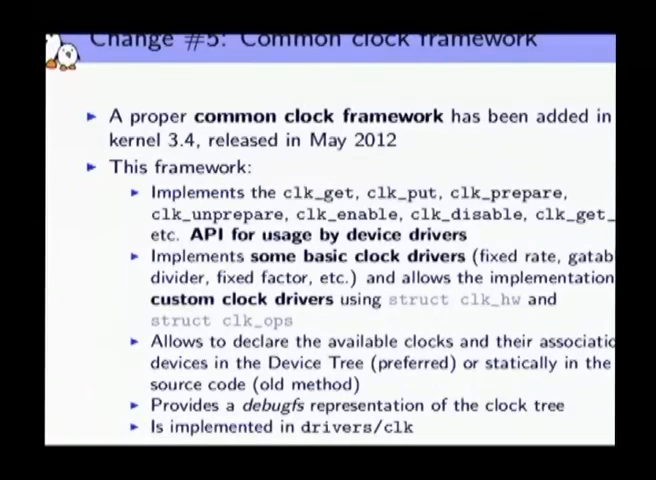 Change #5: Common clock framework
▶ A proper common clock framework has been added in
kernel 3.4, released in May 2012
▶ This framework:
▶ Implements the clk_get, clk_put, clk_prepare,
clk_unprepare, clk_enable, clk_disable, clk_get_
etc. API for usage by device drivers
▶ Implements some basic clock drivers (fixed rate, gatab
divider, fixed factor, etc.) and allows the implementation
custom clock drivers using struct clk_hw and
struct clk_ops
▶ Allows to declare the available clocks and their associatio
devices in the Device Tree (preferred) or statically in the
source code (old method)
▶ Provides a debugfs representation of the clock tree
▶ Is implemented in drivers/clk